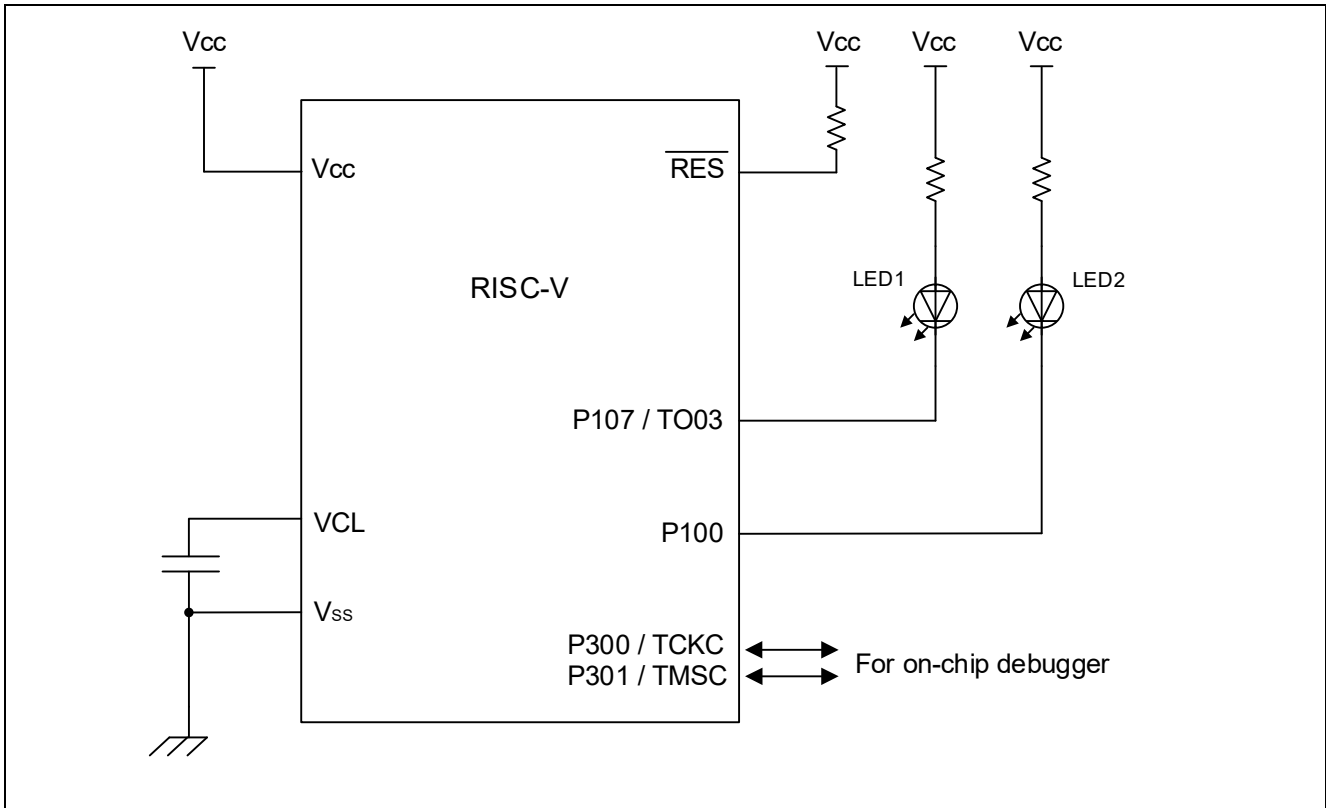 Vcc
Vcc
Vcc
Vcc
Vcc
RES
RISC-V
LED1
LED2
P107 / TO03
VCL
P100
Vss
P300 / TCKC
P301 / TMSC
For on-chip debugger